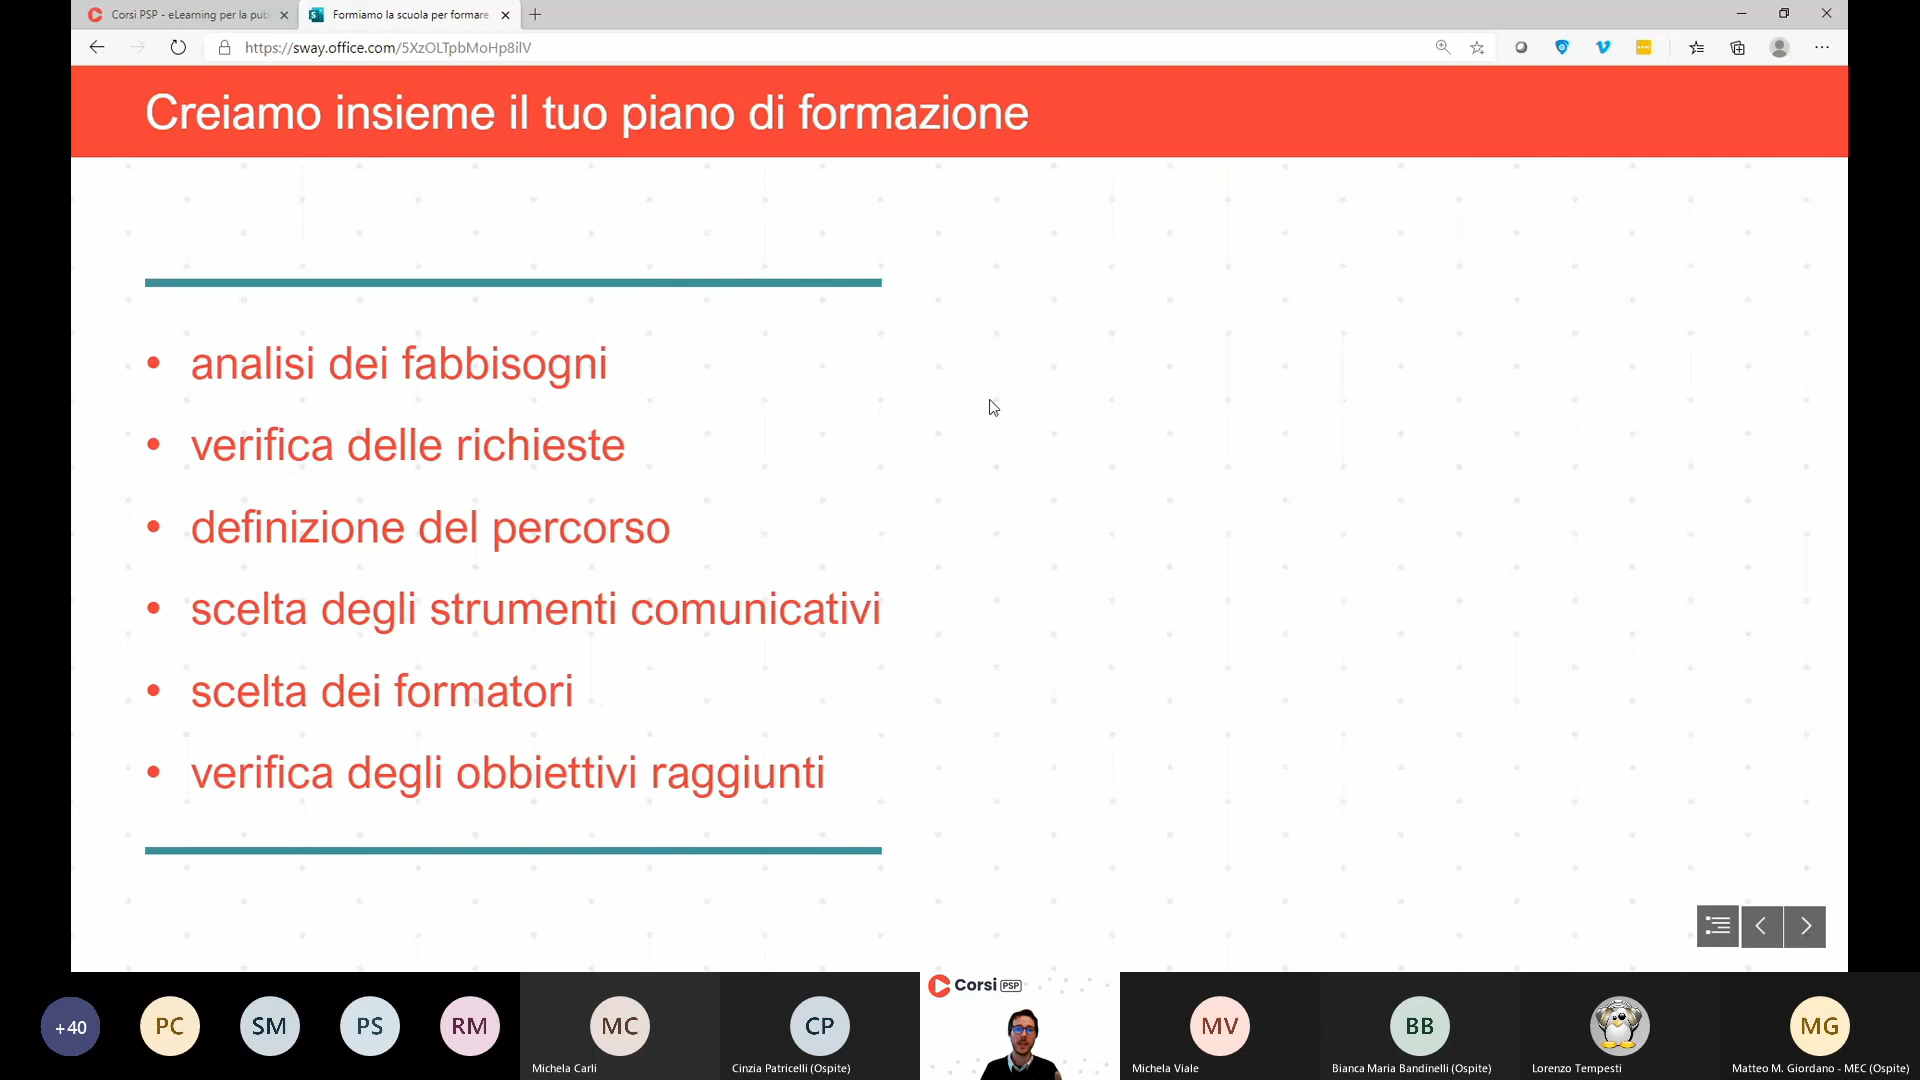 Corsi PSP - eLearning per la pub
Formiamo la scuola per formare
https://sway.office.com/5XzOLTpbMoHp8ilV
Creiamo insieme il tuo piano di formazione
• analisi dei fabbisogni
• verifica delle richieste
• definizione del percorso
• scelta degli strumenti comunicativi
• scelta dei formatori
• verifica degli obbiettivi raggiunti
Corsi PSP
+40
PC
SM
PS
RM
MC
CP
MV
BB
MG
Michela Carli
Cinzia Patricelli (Ospite)
Michela Viale
Bianca Maria Bandinelli (Ospite)
Lorenzo Tempesti
Matteo M. Giordano - MEC (Ospite)